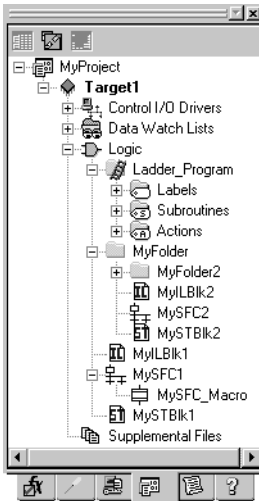 MyProject
Target1
Control I/O Drivers
Data Watch Lists
Logic
Ladder_Program
Labels
Subroutines
Actions
MyFolder
MyFolder2
MyILBlk2
MySFC2
MySTBlk2
MyILBlk1
MySFC1
MySFC_Macro
MySTBlk1
Supplemental Files